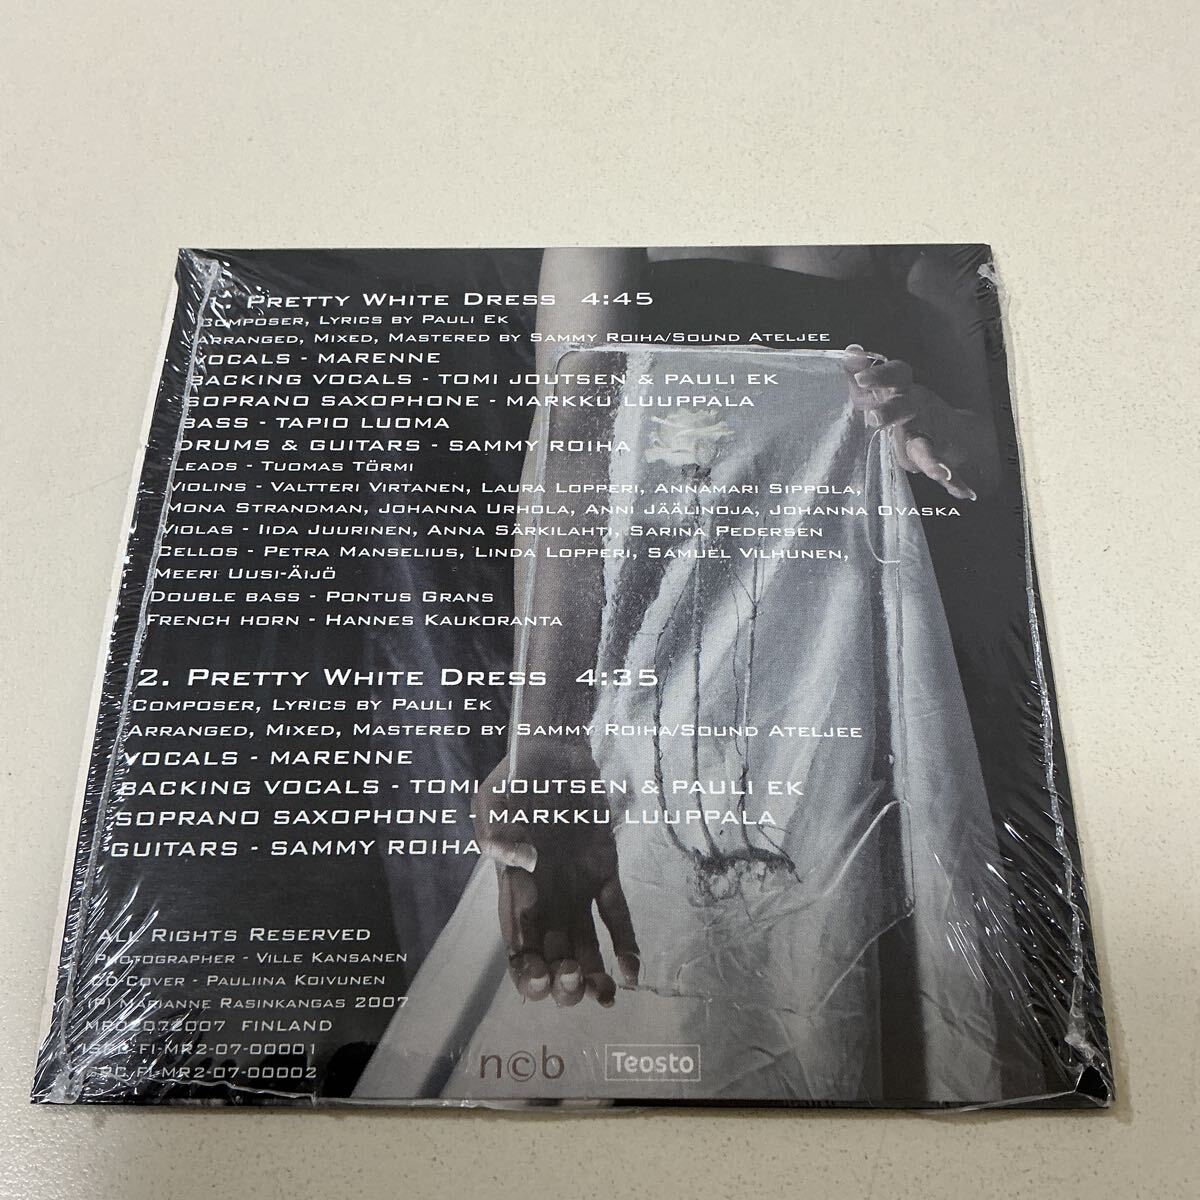 1. Pretty White Dress 4:45
Composer, Lyrics by Pauli Ek
Arranged, Mixed, Mastered by Sammy Roiha/Sound Ateljee
VOCALS - MARENNE
BACKING VOCALS - TOMI JOUTSEN & PAULI EK
SOPRANO SAXOPHONE - MARKKU LUUPPALA
BASS - TAPIO LUOMA
DRUMS & GUITARS - SAMMY ROIHA
Leads - Tuomas Törmi
Violins - Valtteri Virtanen, Laura Lopperi, Annamari Sippola,
Mona Strandman, Johanna Urhola, Anni Jäälinoja, Johanna Ovaska
Violas - Iida Juurinen, Anna Särkilahti, Sarina Pedersen
Cellos - Petra Manselius, Linda Lopperi, Samuel Vilhunen,
Meeri Uusi-Äijö
Double bass - Pontus Grans
French horn - Hannes Kaukoranta
2. Pretty White Dress 4:35
Composer, Lyrics by Pauli Ek
Arranged, Mixed, Mastered by Sammy Roiha/Sound Ateljee
VOCALS - MARENNE
BACKING VOCALS - TOMI JOUTSEN & PAULI EK
SOPRANO SAXOPHONE - MARKKU LUUPPALA
GUITARS - SAMMY ROIHA
All Rights Reserved
Photographer - Ville Kansanen
CD-Cover - Pauliina Koivunen
(P) Marianne Rasinkangas 2007
MR02072007 FINLAND
ISRC-FI-MR2-07-00001
ISRC-FI-MR2-07-00002
n©b Teosto